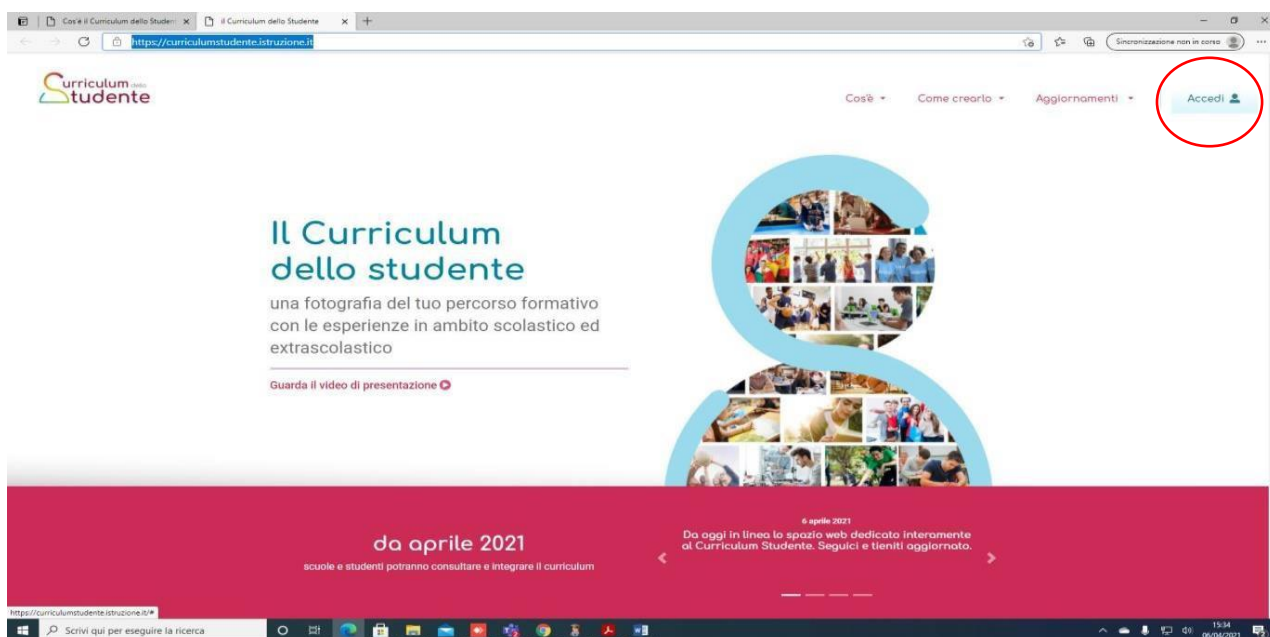 Cos'è il Curriculum dello Studen
il Curriculum dello Studente
https://curriculumstudente.istruzione.it
Sincronizzazione non in corso
Curriculum dello
Studente
Cos'è
Come crearlo
Aggiornamenti
Accedi
Il Curriculum
dello studente
una fotografia del tuo percorso formativo
con le esperienze in ambito scolastico ed
extrascolastico
Guarda il video di presentazione
da aprile 2021
scuole e studenti potranno consultare e integrare il curriculum
6 aprile 2021
Da oggi in linea lo spazio web dedicato interamente
al Curriculum Studente. Seguici e tieniti aggiornato.
https://curriculumstudente.istruzione.it/#
Scrivi qui per eseguire la ricerca
15:34
06/04/2021